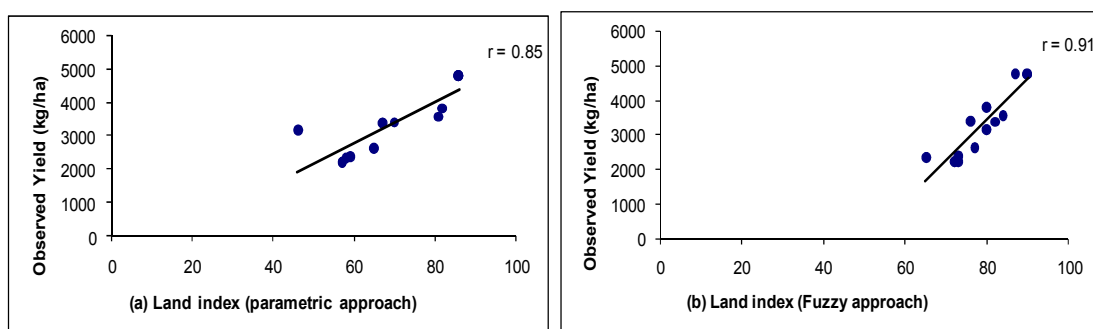 6000
5000
4000
3000
2000
1000
0
Observed Yield (kg/ha)
r = 0.85
0 20 40 60 80 100
(a) Land index (parametric approach)
6000
5000
4000
3000
2000
1000
0
Observed Yield (kg/ha)
r = 0.91
0 20 40 60 80 100
(b) Land index (Fuzzy approach)